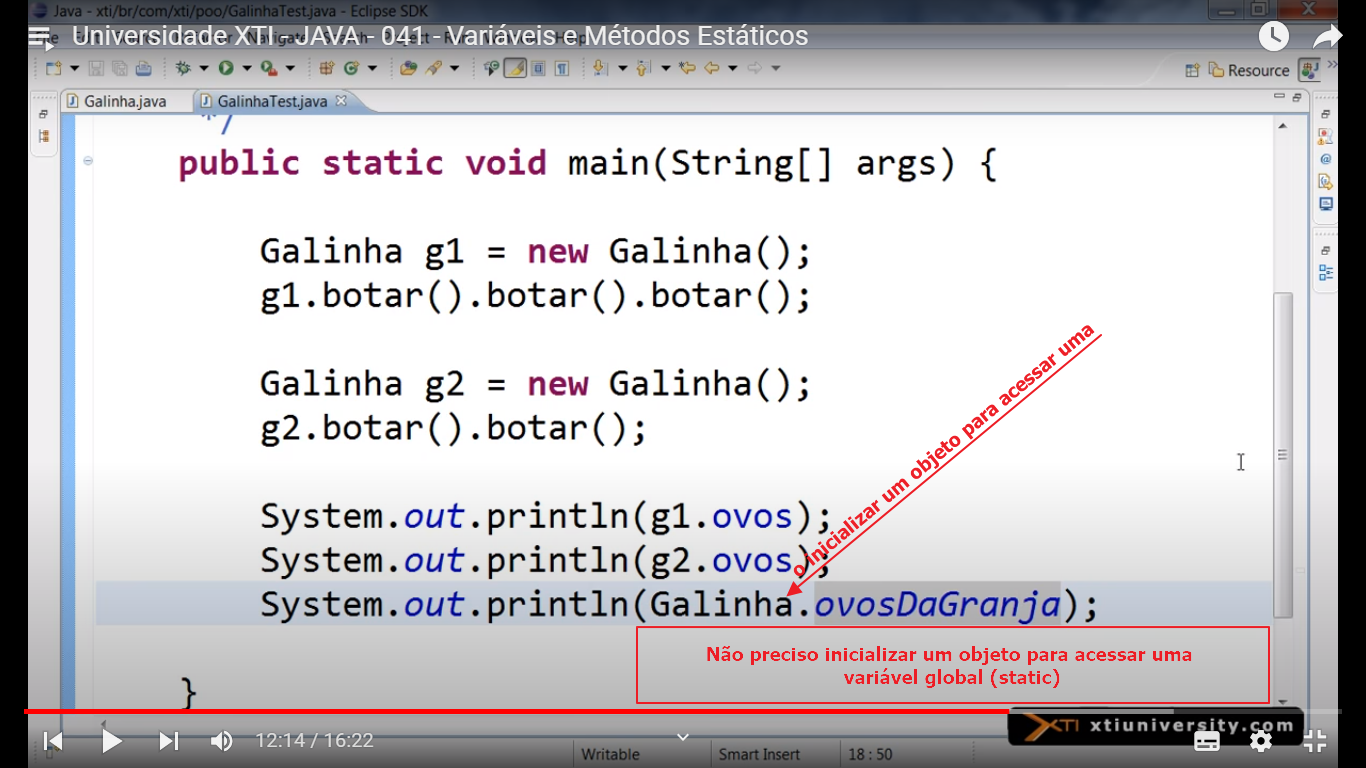 Java - xti/br/com/xti/poo/GalinhaTest.java - Eclipse SDK
Universidade XTI - JAVA - 041 - Variáveis e Métodos Estáticos
Resource
Galinha.java
GalinhaTest.java
*/
public static void main(String[] args) {
Galinha g1 = new Galinha();
g1.botar().botar().botar();
Galinha g2 = new Galinha();
g2.botar().botar();
System.out.println(g1.ovos);
System.out.println(g2.ovos);
System.out.println(Galinha.ovosDaGranja);
o inicializar um objeto para acessar uma
Não preciso inicializar um objeto para acessar uma
variável global (static)
}
XTI xtiuniversity.com
12:14 / 16:22
Writable
Smart Insert
18 : 50